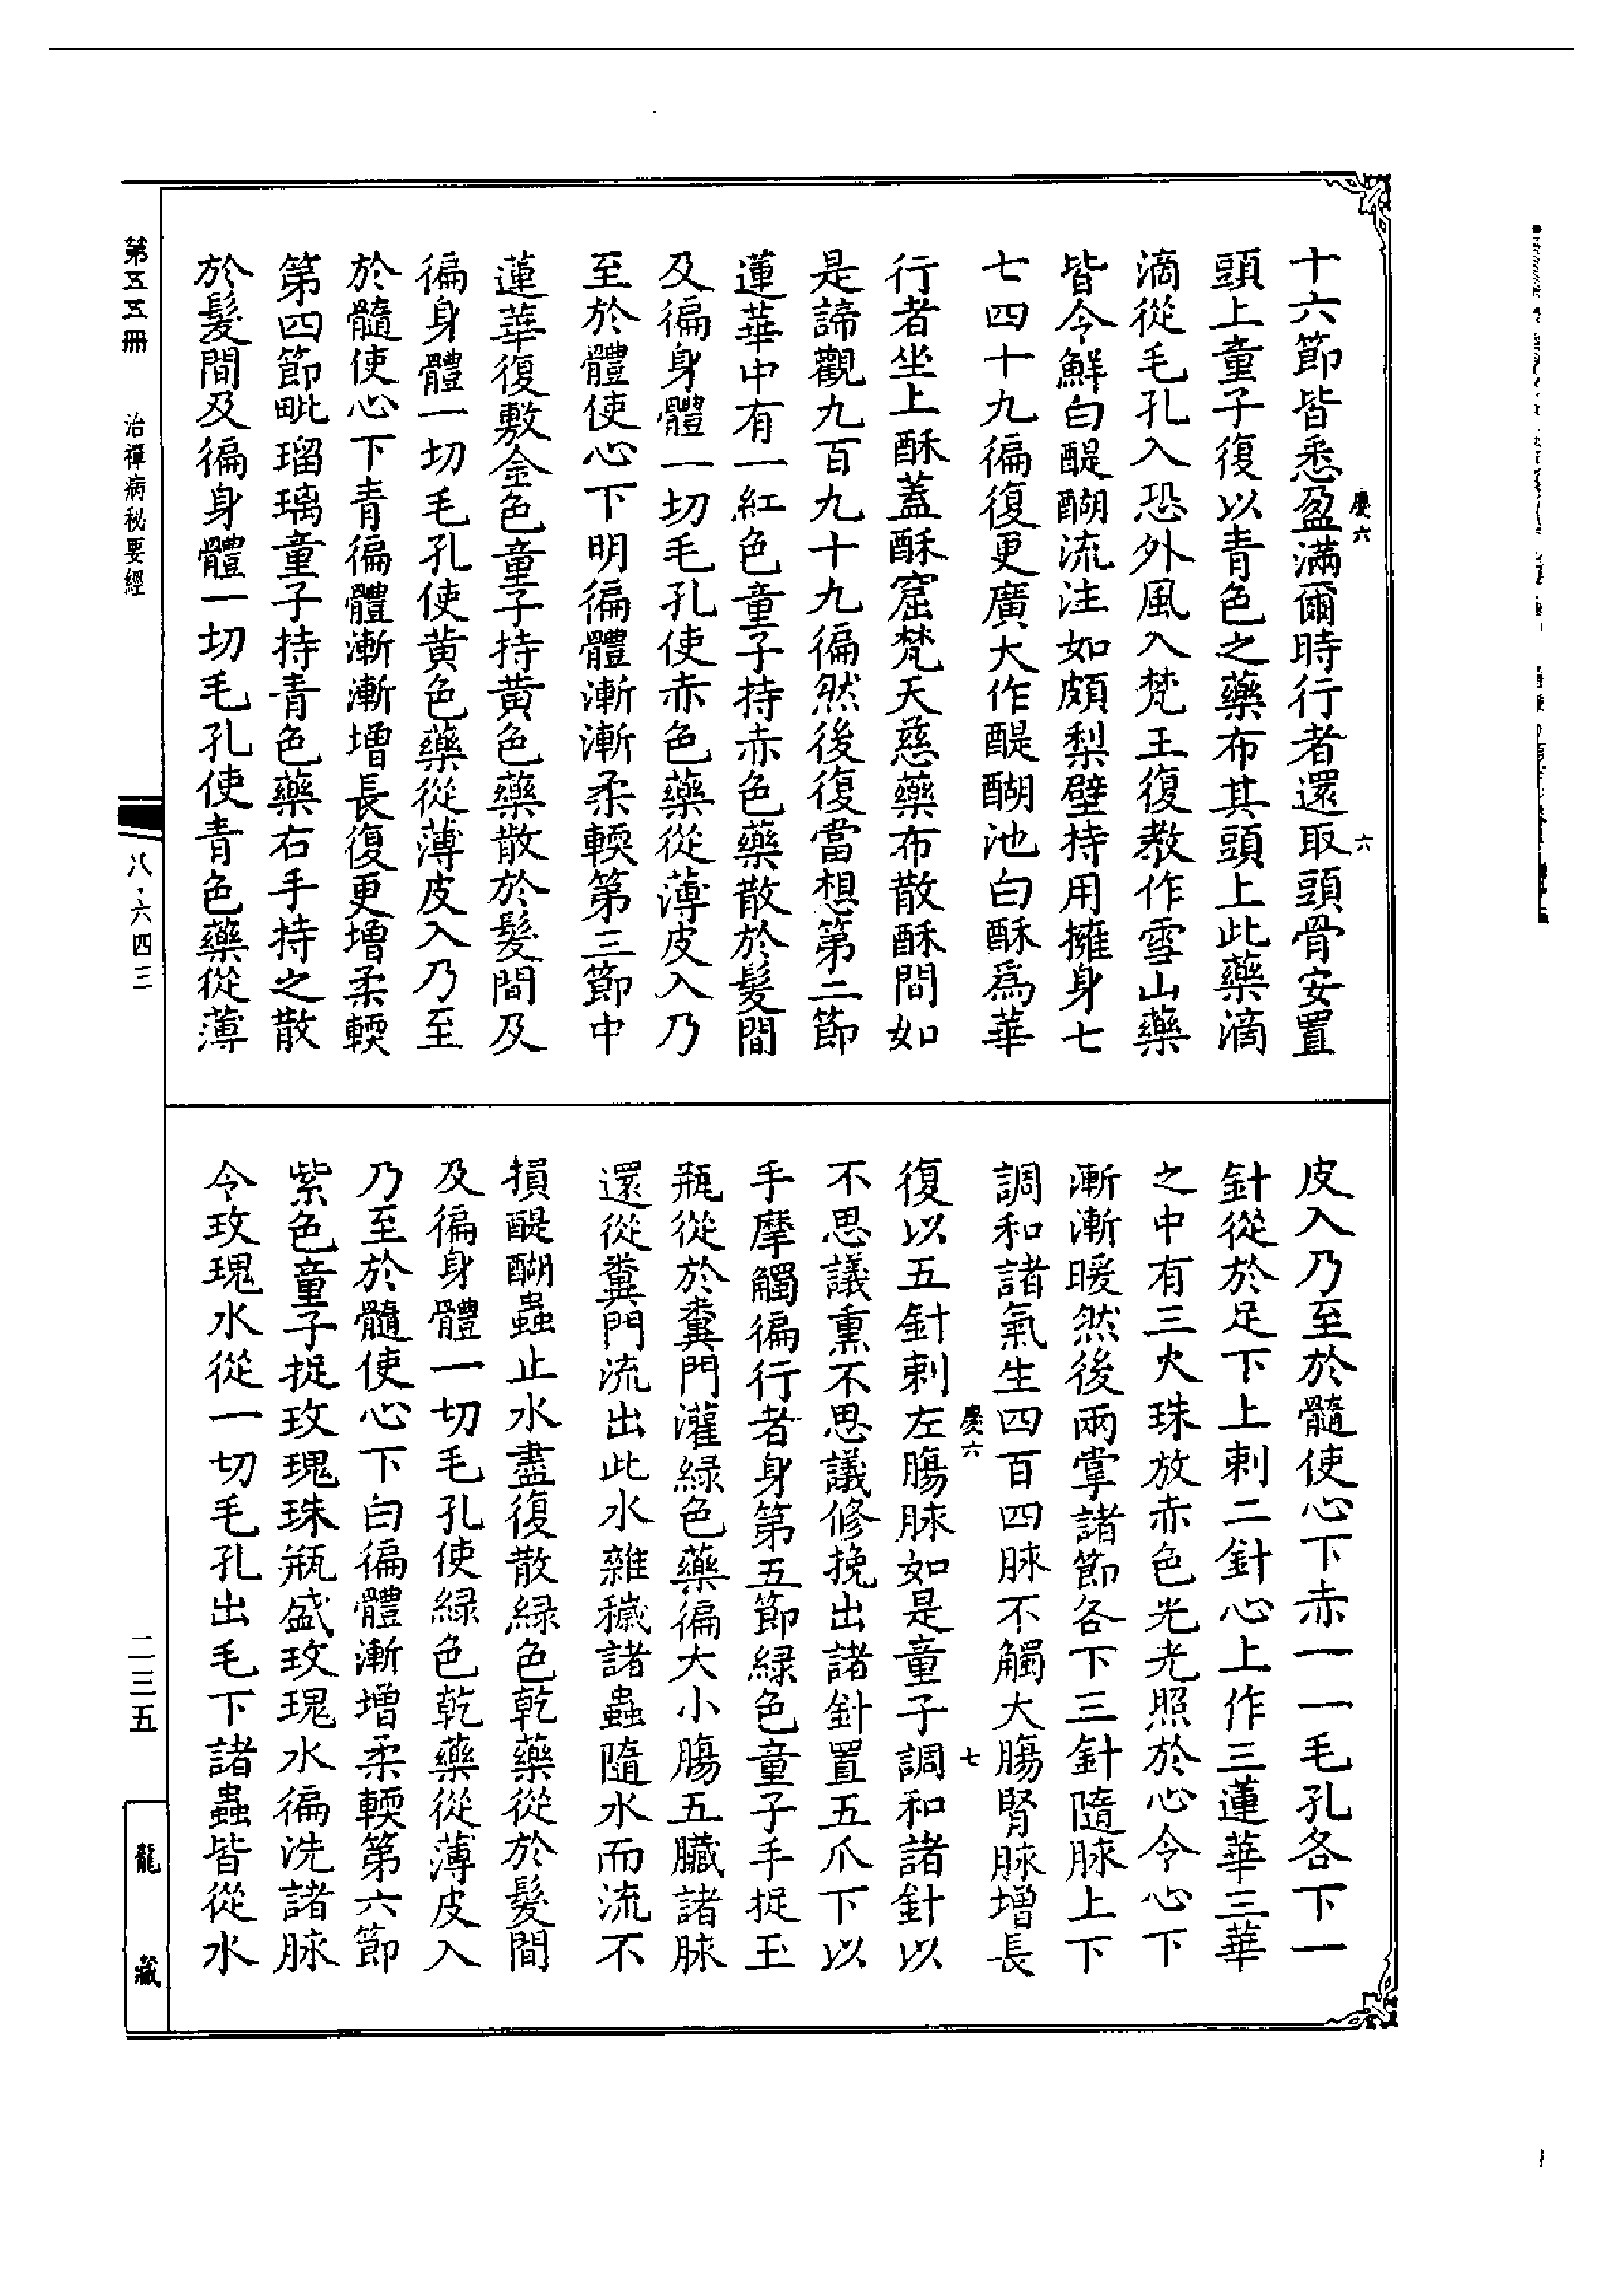 十六節皆悉盈滿爾時行者還取頭骨安置
頭上童子復以青色之藥布其頭上此藥滴
滴從毛孔入恐外風入梵王復教作雪山藥
皆令鮮白醍醐流注如頗梨壁持用擁身七
七四十九徧復更廣大作醍醐池白酥為華
行者坐上酥蓋酥窟梵天慈藥布散酥間如
是諦觀九百九十九徧然後復當想第二節
蓮華中有一紅色童子持赤色藥散於髮間
及徧身體一切毛孔使赤色藥從薄皮入乃
至於體使心下明徧體漸漸柔輭第三節中
蓮華復敷金色童子持黃色藥散於髮間及
徧身體一切毛孔使黃色藥從薄皮入乃至
於髓使心下青徧體漸漸增長復更增柔輭
第四節毗瑠璃童子持青色藥右手持之散
於髮間及徧身體一切毛孔使青色藥從薄
慶六
六
皮入乃至於髓使心下赤一一毛孔各下一
針從於足下上刺二針心上作三蓮華三華
之中有三火珠放赤色光光照於心令心下
漸漸暖然後兩掌諸節各下三針隨脉上下
調和諸氣生四百四脉不觸大腸腎脉增長
慶六
七
復以五針刺左腸脉如是童子調和諸針以
不思議熏不思議修挽出諸針置五爪下以
手摩觸徧行者身第五節綠色童子手捉玉
瓶從於糞門灌綠色藥徧大小腸五臟諸脉
還從糞門流出此水雜穢諸蟲隨水而流不
損醍醐蟲止水盡復散綠色乾藥從於髮間
及徧身體一切毛孔使綠色乾藥從薄皮入
乃至於髓使心下白徧體漸增柔輭第六節
紫色童子捉玫瑰珠瓶盛玫瑰水徧洗諸脉
令玫瑰水從一切毛孔出毛下諸蟲皆從水
第五五冊
治禪病秘要經
八·六四三
二三五
龍藏